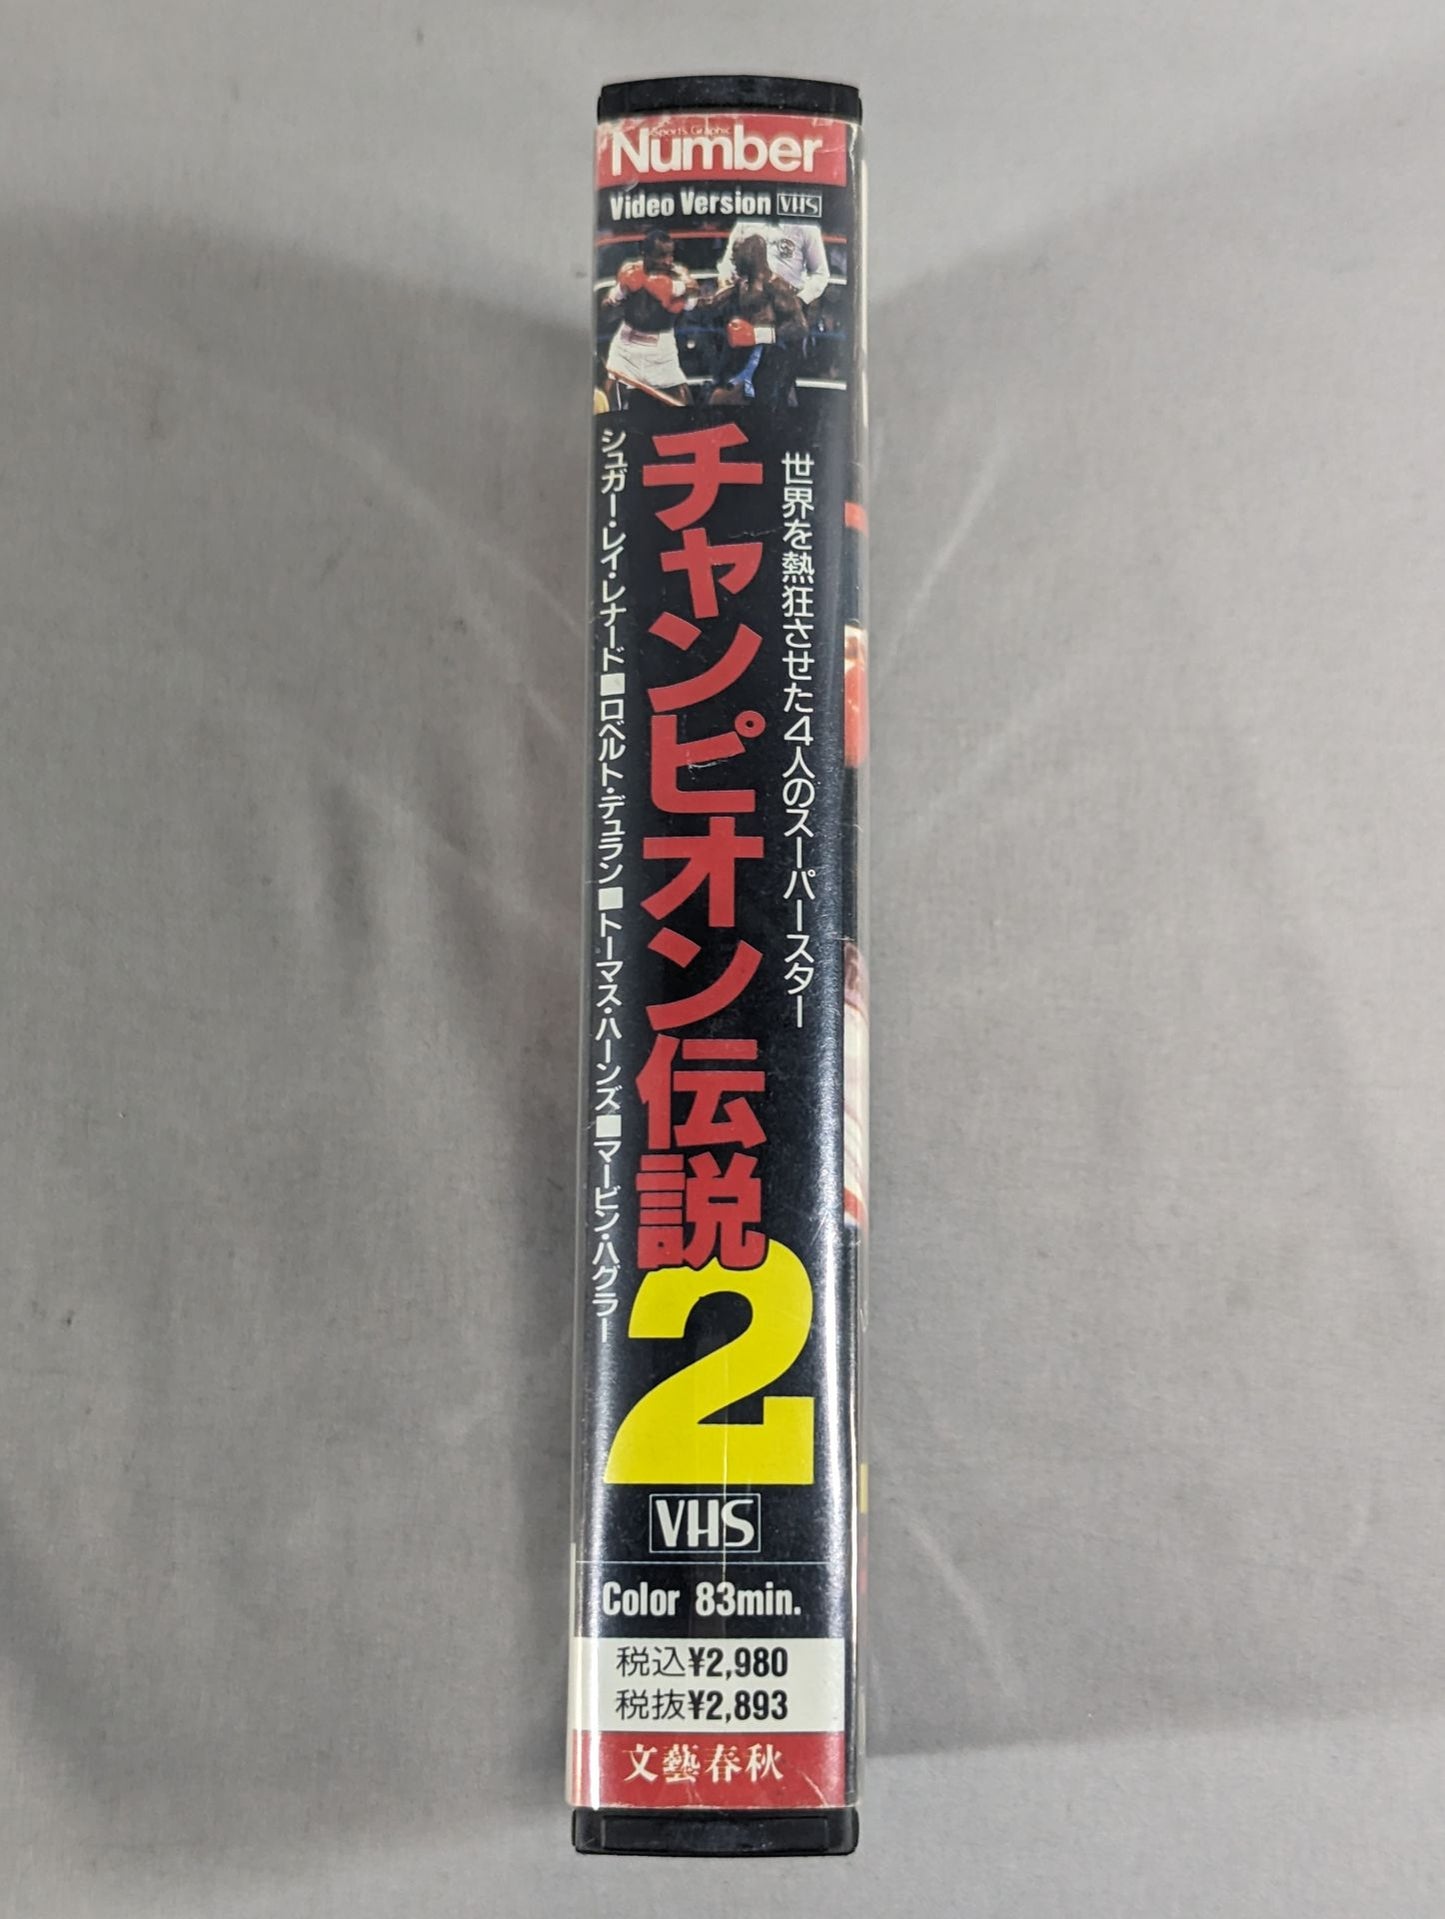 Sports Graphic
Number
Video Version VHS
世界を熱狂させた4人のスーパースター
チャンピオン伝説2
シュガー・レイ・レナード■ロベルト・デュラン■トーマス・ハーンズ■マービン・ハグラー
VHS
Color 83min.
税込¥2,980
税抜¥2,893
文藝春秋